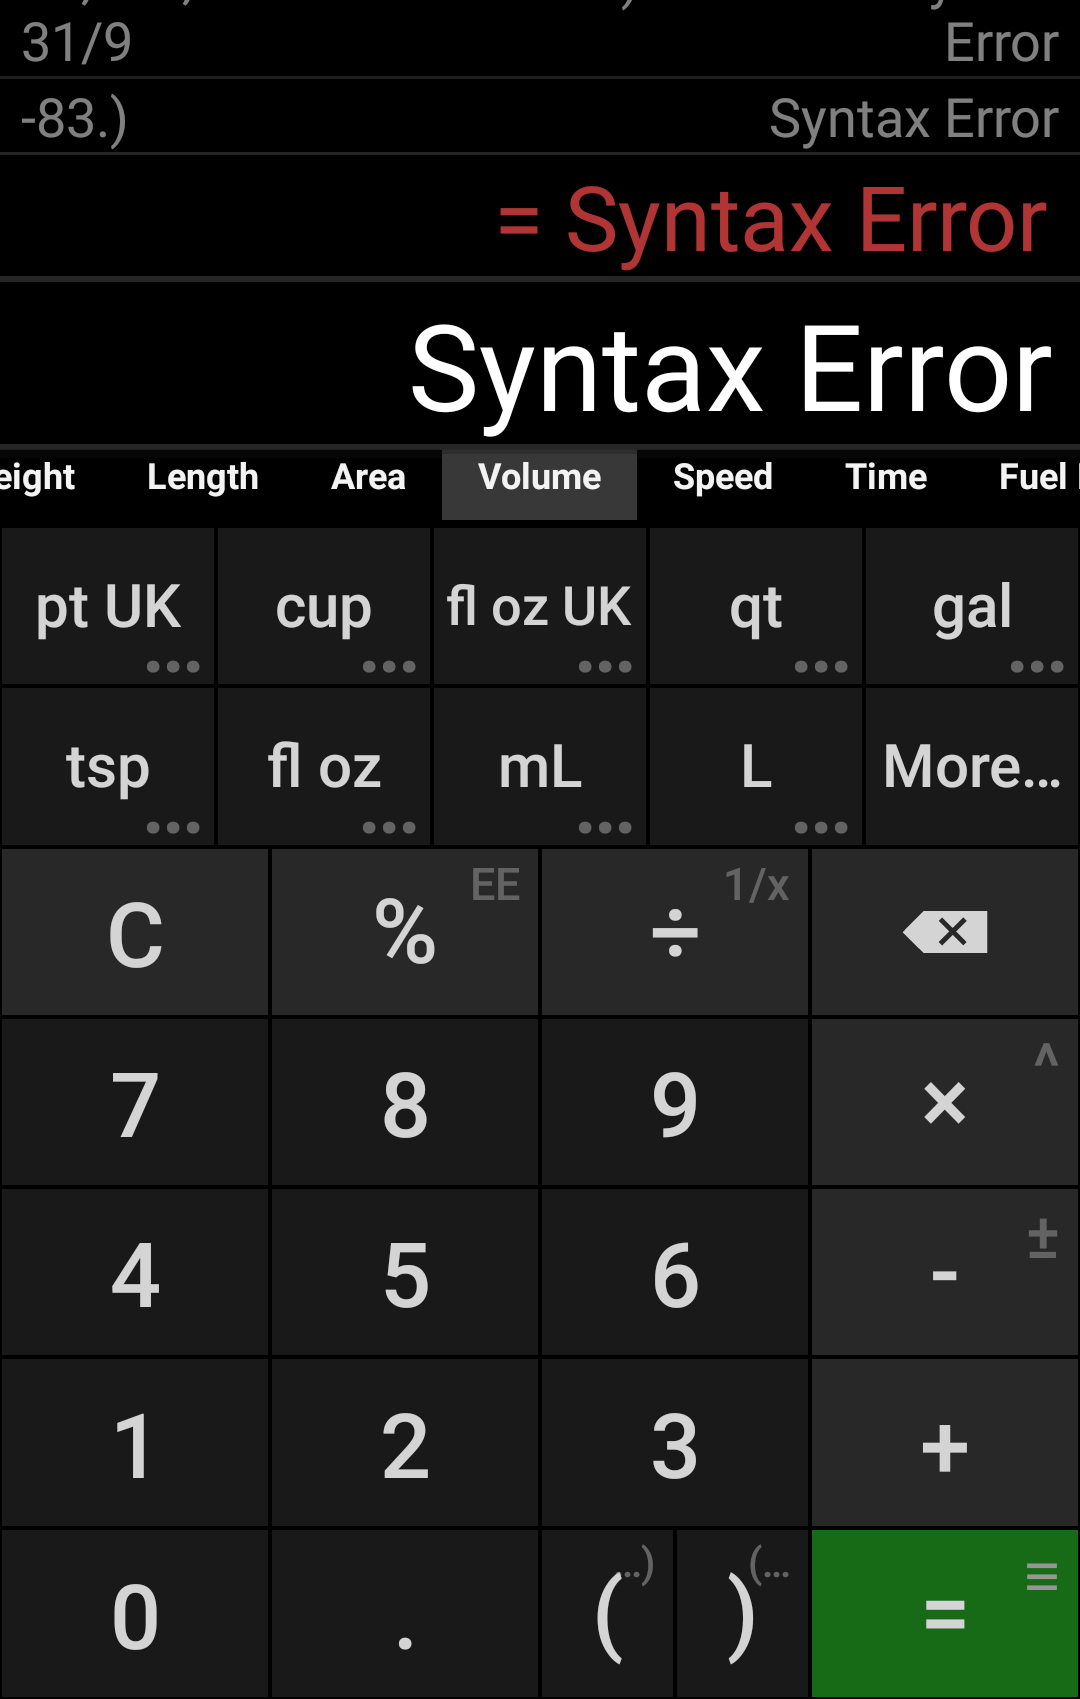 31/9 Error
-83.) Syntax Error
= Syntax Error
Syntax Error
eight Length Area Volume Speed Time Fuel
pt UK cup fl oz UK qt gal
tsp fl oz mL L More...
C % EE ÷ 1/x
7 8 9 × ^
4 5 6 - ±
1 2 3 +
0 . ( ..) ) (... = ≡